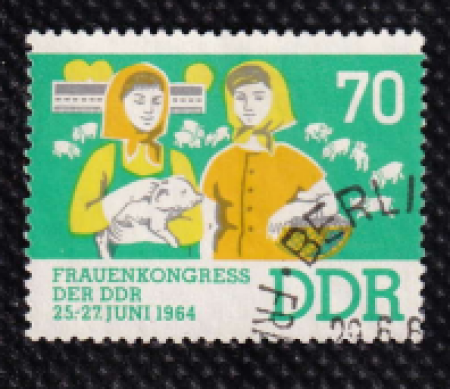 70
FRAUENKONGRESS
DER DDR
25-27. JUNI 1964
DDR
BERLI